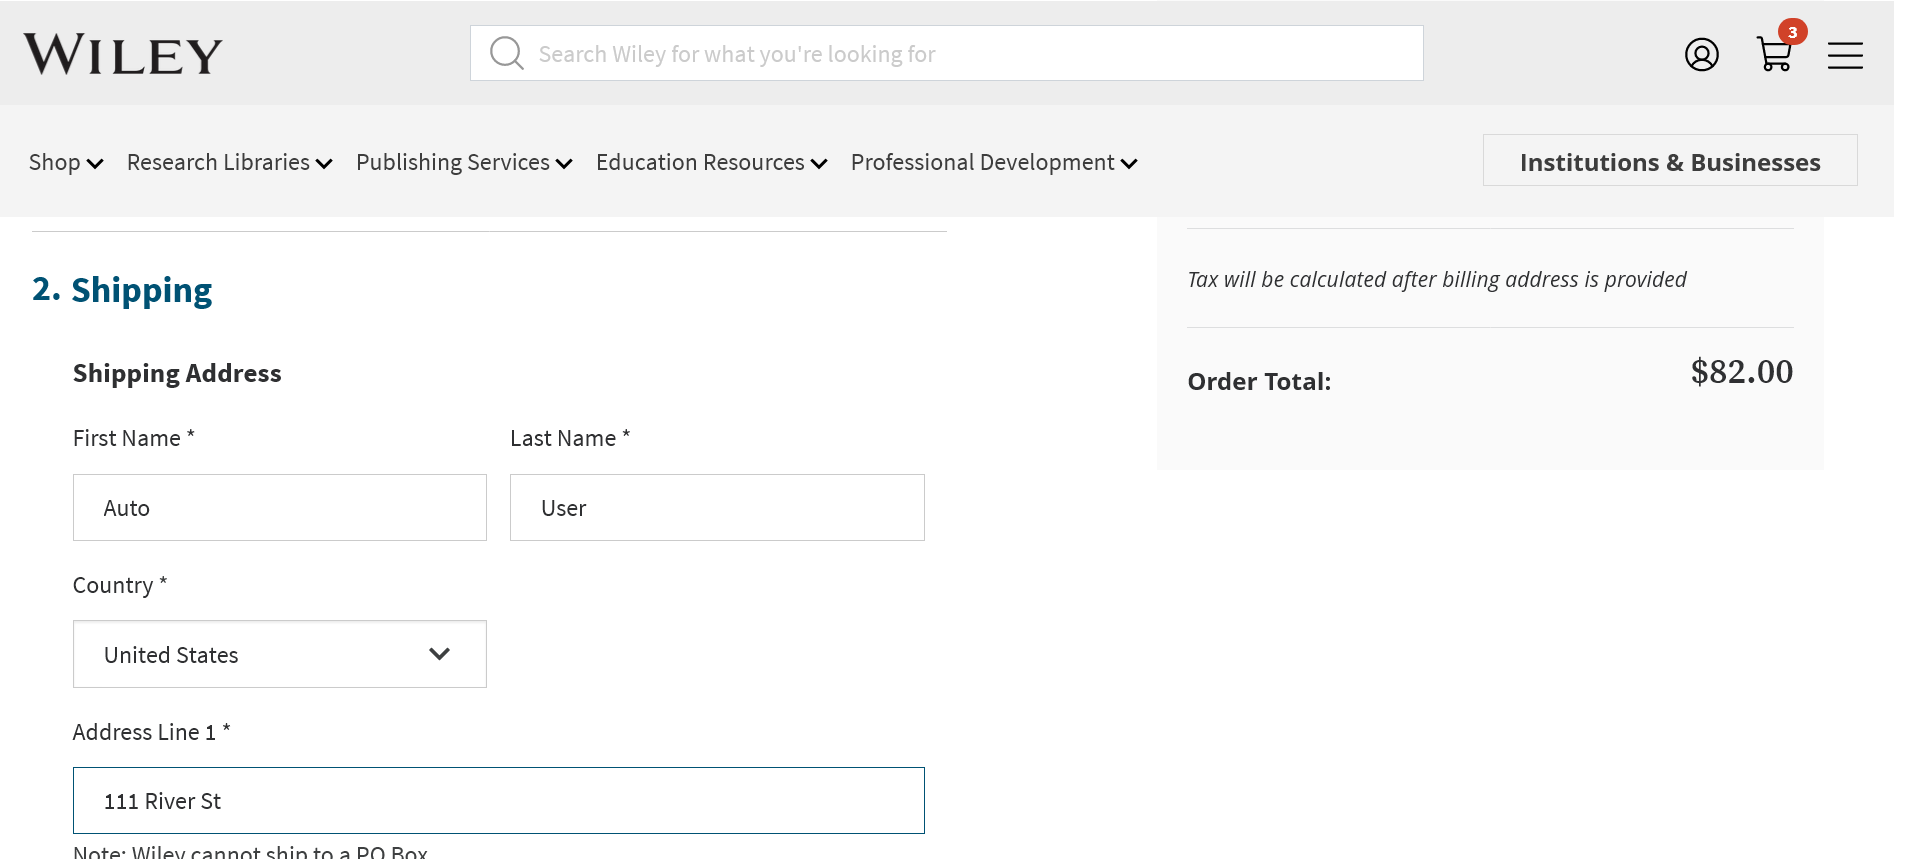 WILEY
Search Wiley for what you're looking for
3
Shop
Research Libraries
Publishing Services
Education Resources
Professional Development
Institutions & Businesses
2. Shipping
Shipping Address
First Name *
Last Name *
Auto
User
Country *
United States
Address Line 1 *
111 River St
Note: Wiley cannot ship to a PO Box
Tax will be calculated after billing address is provided
Order Total:
$82.00